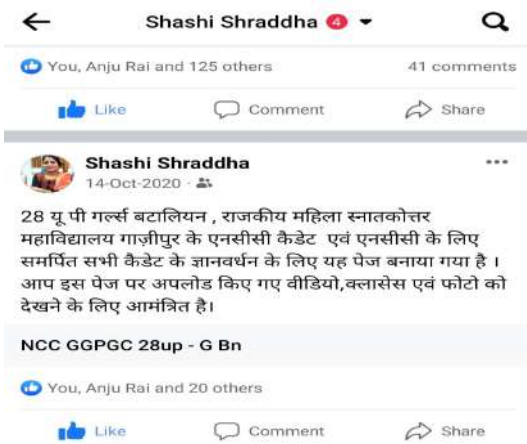 Shashi Shraddha 4
You, Anju Rai and 125 others 41 comments
Like Comment Share
Shashi Shraddha
14-Oct-2020 ·
28 यू पी गर्ल्स बटालियन , राजकीय महिला स्नातकोत्तर
महाविद्यालय गाज़ीपुर के एनसीसी कैडेट एवं एनसीसी के लिए
समर्पित सभी कैडेट के ज्ञानवर्धन के लिए यह पेज बनाया गया है ।
आप इस पेज पर अपलोड किए गए वीडियो,क्लासेस एवं फोटो को
देखने के लिए आमंत्रित है।
NCC GGPGC 28up - G Bn
You, Anju Rai and 20 others
Like Comment Share